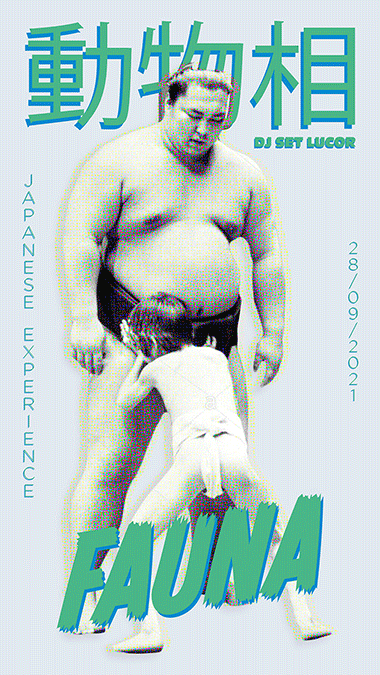 動物相
DJ SET LUCOR
JAPANESE EXPERIENCE
28/09/2021
FAUNA